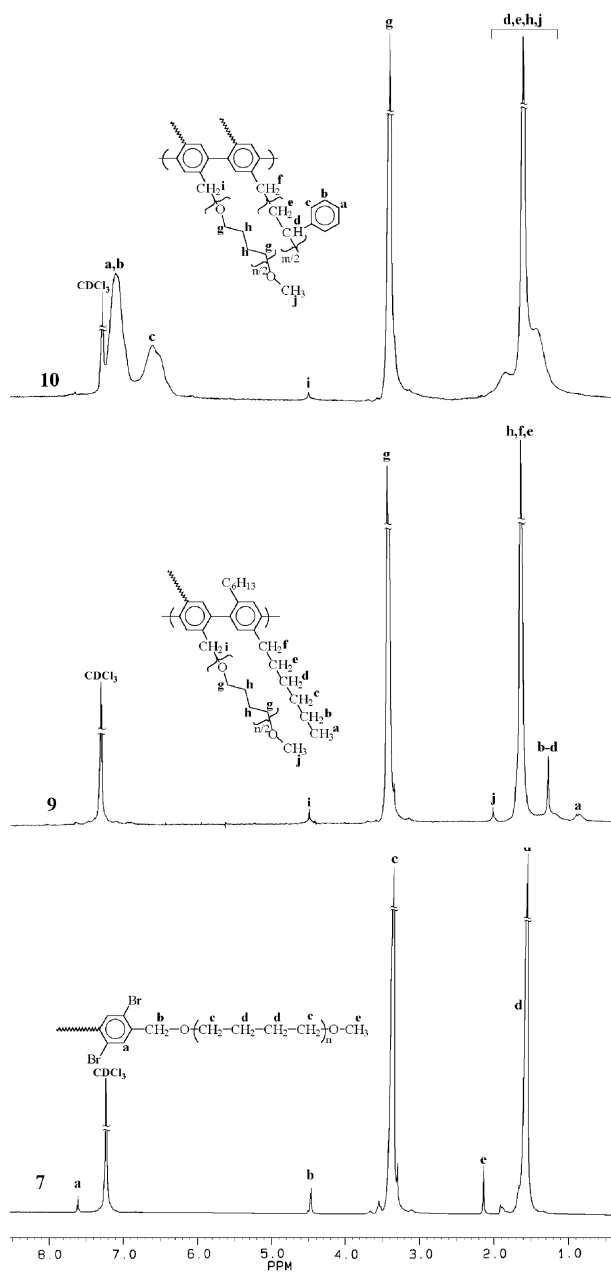 g
d,e,h,j
CH2 i
O
g h
h g
n/2
O
CH3
j
CH2 f
e
CH2
d
CH
m/2
c b a
a,b
CDCl3
c
10
i
g
h,f,e
C6H13
CH2 i
O
g h
h g
n/2
O
CH3
j
CH2 f
CH2 e
CH2 d
CH2 c
CH2 b
CH3
a
CDCl3
9
i
j
b-d
a
c
d
Br
Br
a
b c d d c e
CH2—O—(CH2—CH2—CH2—CH2)n—O—CH3
CDCl3
7
a
b
e
8.0 7.0 6.0 5.0 4.0 3.0 2.0 1.0
PPM